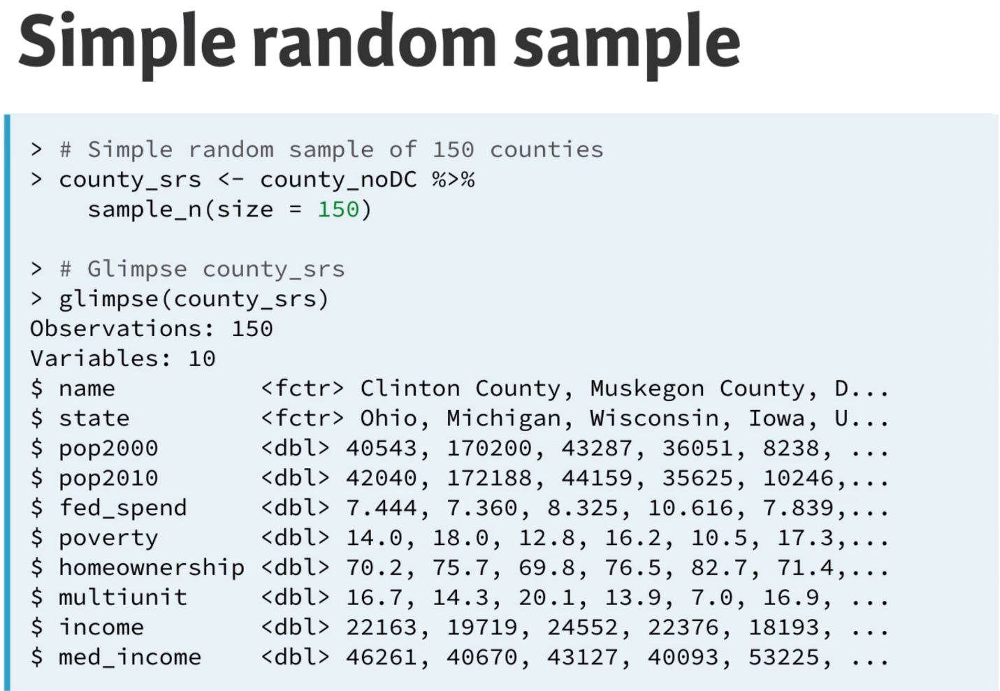 Simple random sample
> # Simple random sample of 150 counties
> county_srs <- county_noDC %>%
sample_n(size = 150)
> # Glimpse county_srs
> glimpse(county_srs)
Observations: 150
Variables: 10
$ name          <fctr> Clinton County, Muskegon County, D...
$ state         <fctr> Ohio, Michigan, Wisconsin, Iowa, U...
$ pop2000       <dbl> 40543, 170200, 43287, 36051, 8238, ...
$ pop2010       <dbl> 42040, 172188, 44159, 35625, 10246,...
$ fed_spend     <dbl> 7.444, 7.360, 8.325, 10.616, 7.839,...
$ poverty       <dbl> 14.0, 18.0, 12.8, 16.2, 10.5, 17.3,...
$ homeownership <dbl> 70.2, 75.7, 69.8, 76.5, 82.7, 71.4,...
$ multiunit     <dbl> 16.7, 14.3, 20.1, 13.9, 7.0, 16.9, ...
$ income        <dbl> 22163, 19719, 24552, 22376, 18193, ...
$ med_income    <dbl> 46261, 40670, 43127, 40093, 53225, ...